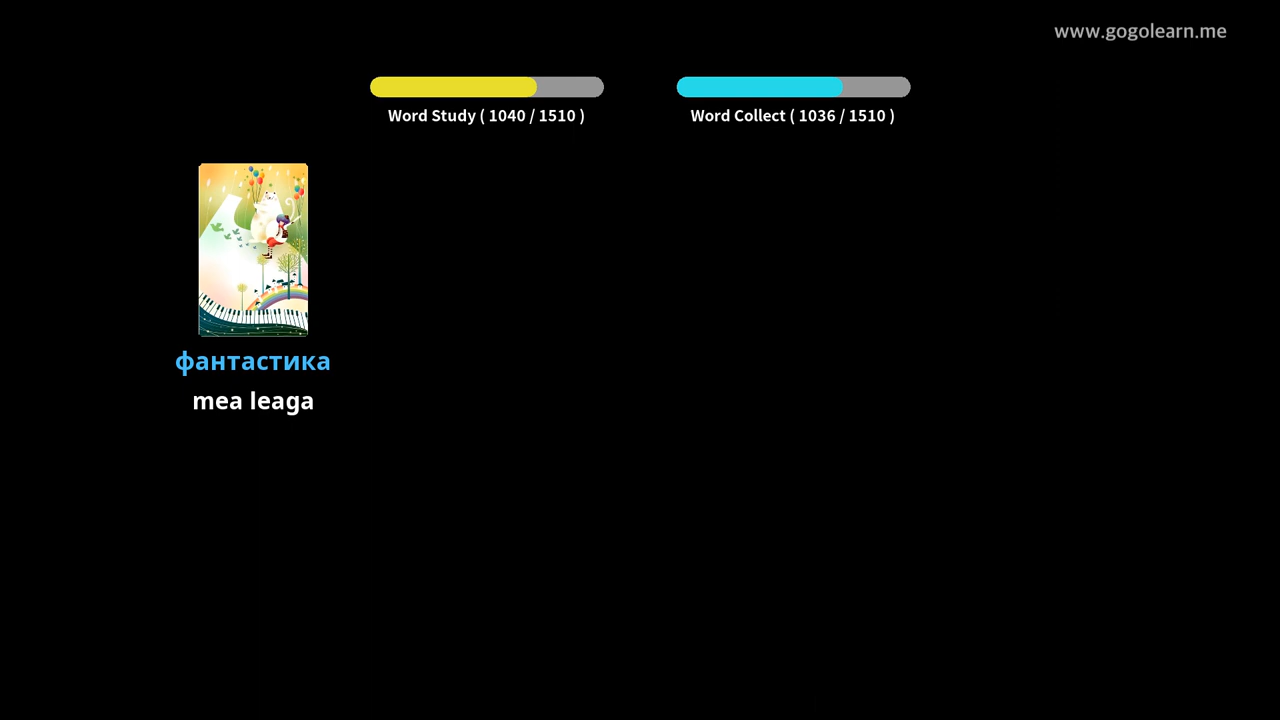 www.gogolearn.me
Word Study ( 1040 / 1510 )
Word Collect ( 1036 / 1510 )
фантастика
mea leaga